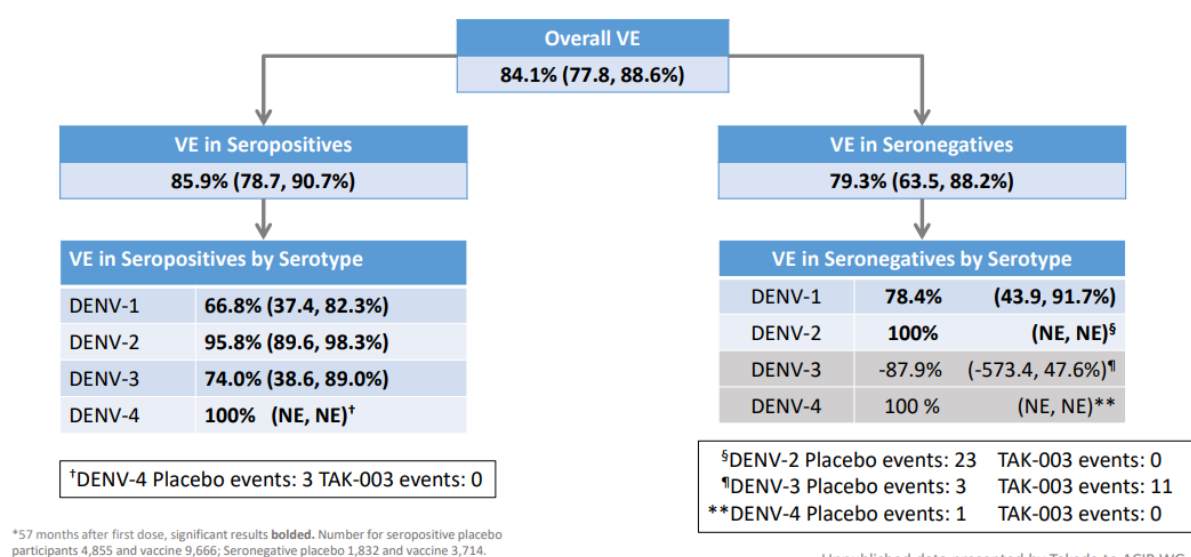 Overall VE
84.1% (77.8, 88.6%)
VE in Seropositives
85.9% (78.7, 90.7%)
VE in Seronegatives
79.3% (63.5, 88.2%)
VE in Seropositives by Serotype
DENV-1 66.8% (37.4, 82.3%)
DENV-2 95.8% (89.6, 98.3%)
DENV-3 74.0% (38.6, 89.0%)
DENV-4 100% (NE, NE)†
†DENV-4 Placebo events: 3 TAK-003 events: 0
VE in Seronegatives by Serotype
DENV-1 78.4% (43.9, 91.7%)
DENV-2 100% (NE, NE)§
DENV-3 -87.9% (-573.4, 47.6%)¶
DENV-4 100 % (NE, NE)**
§DENV-2 Placebo events: 23 TAK-003 events: 0
¶DENV-3 Placebo events: 3 TAK-003 events: 11
**DENV-4 Placebo events: 1 TAK-003 events: 0
*57 months after first dose, significant results bolded. Number for seropositive placebo
participants 4,855 and vaccine 9,666; Seronegative placebo 1,832 and vaccine 3,714.
Unpublished data presented by Takeda to ACIP WG